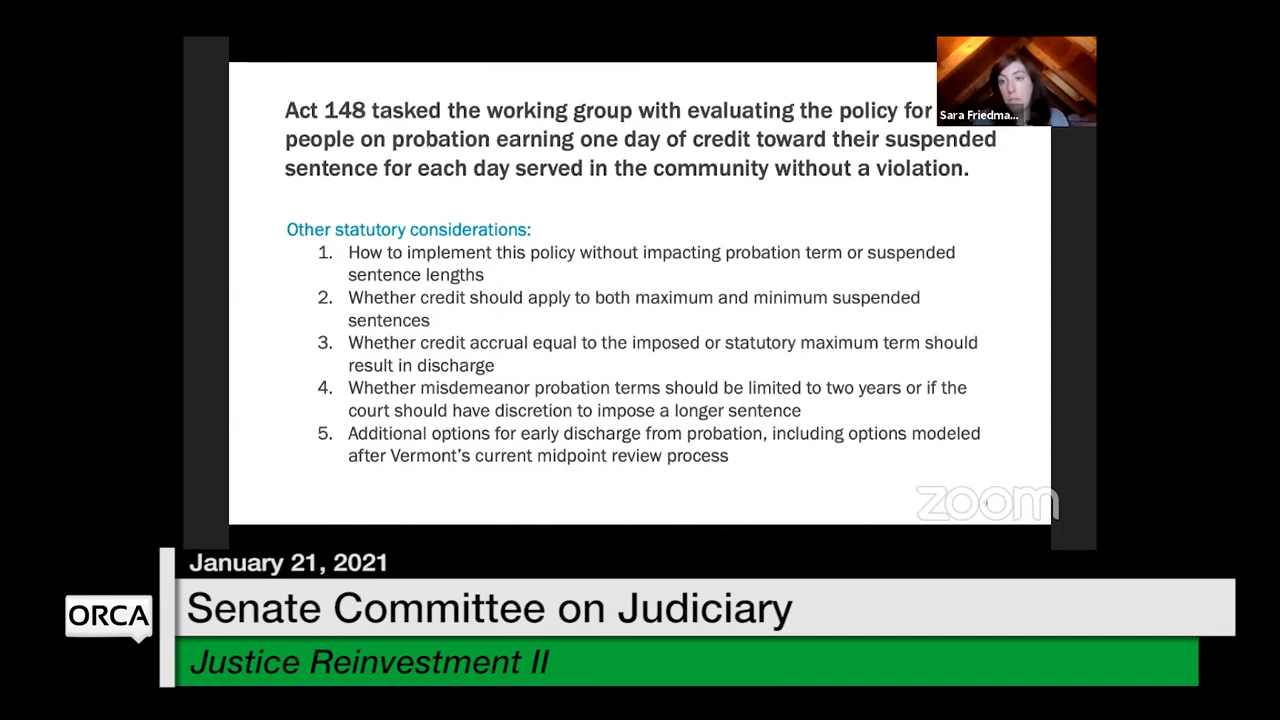 Act 148 tasked the working group with evaluating the policy for
people on probation earning one day of credit toward their suspended
sentence for each day served in the community without a violation.
Sara Friedma...
Other statutory considerations:
1. How to implement this policy without impacting probation term or suspended
sentence lengths
2. Whether credit should apply to both maximum and minimum suspended
sentences
3. Whether credit accrual equal to the imposed or statutory maximum term should
result in discharge
4. Whether misdemeanor probation terms should be limited to two years or if the
court should have discretion to impose a longer sentence
5. Additional options for early discharge from probation, including options modeled
after Vermont's current midpoint review process
zoom
January 21, 2021
ORCA
Senate Committee on Judiciary
Justice Reinvestment II